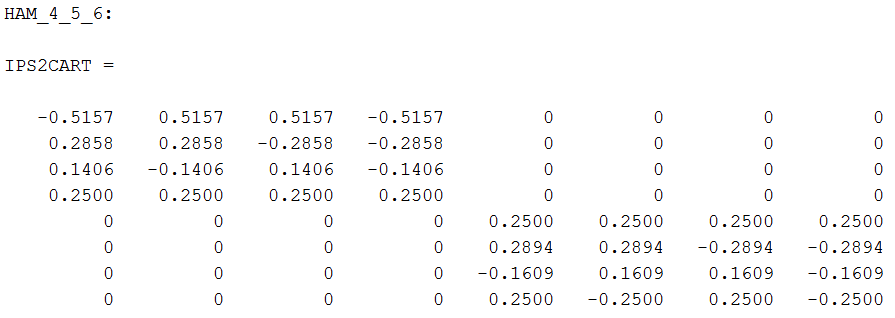 HAM_4_5_6:
IPS2CART =
-0.5157 0.5157 0.5157 -0.5157 0 0 0 0
0.2858 0.2858 -0.2858 -0.2858 0 0 0 0
0.1406 -0.1406 0.1406 -0.1406 0 0 0 0
0.2500 0.2500 0.2500 0.2500 0 0 0 0
0 0 0 0 0.2500 0.2500 0.2500 0.2500
0 0 0 0 0.2894 0.2894 -0.2894 -0.2894
0 0 0 0 -0.1609 0.1609 0.1609 -0.1609
0 0 0 0 0.2500 -0.2500 0.2500 -0.2500